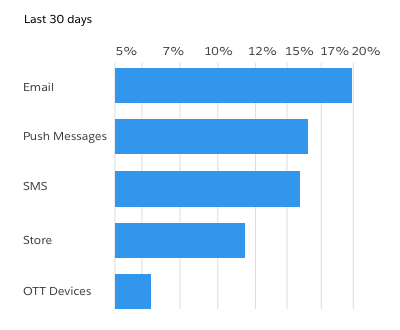 Last 30 days
5% 7% 10% 12% 15% 17% 20%
Email
Push Messages
SMS
Store
OTT Devices